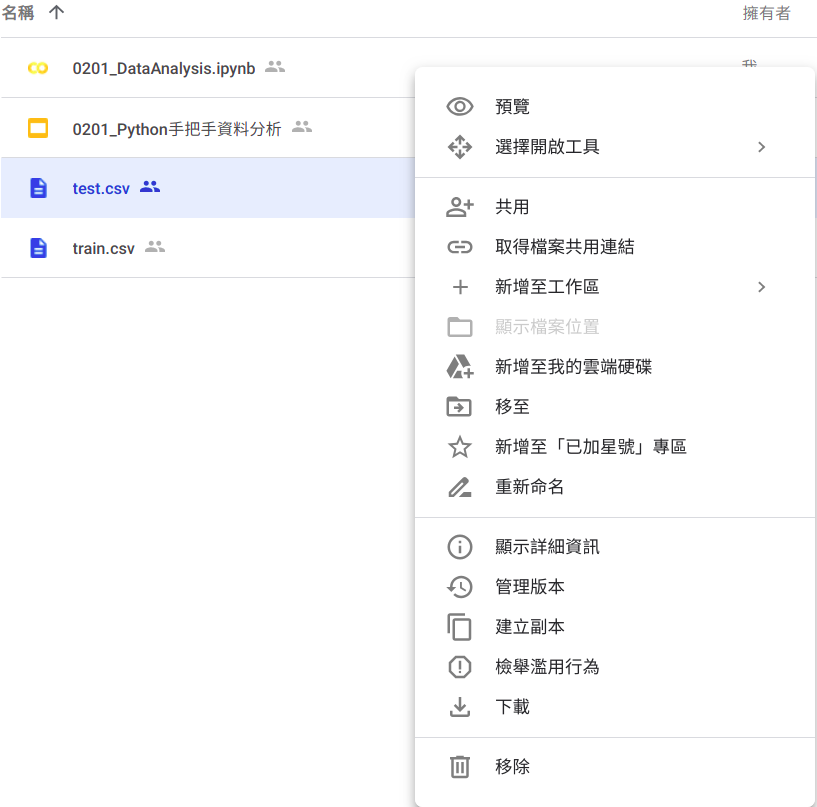 名稱
擁有者
0201_DataAnalysis.ipynb
我
0201_Python手把手資料分析
test.csv
train.csv
預覽
選擇開啟工具
共用
取得檔案共用連結
新增至工作區
顯示檔案位置
新增至我的雲端硬碟
移至
新增至「已加星號」專區
重新命名
顯示詳細資訊
管理版本
建立副本
檢舉濫用行為
下載
移除